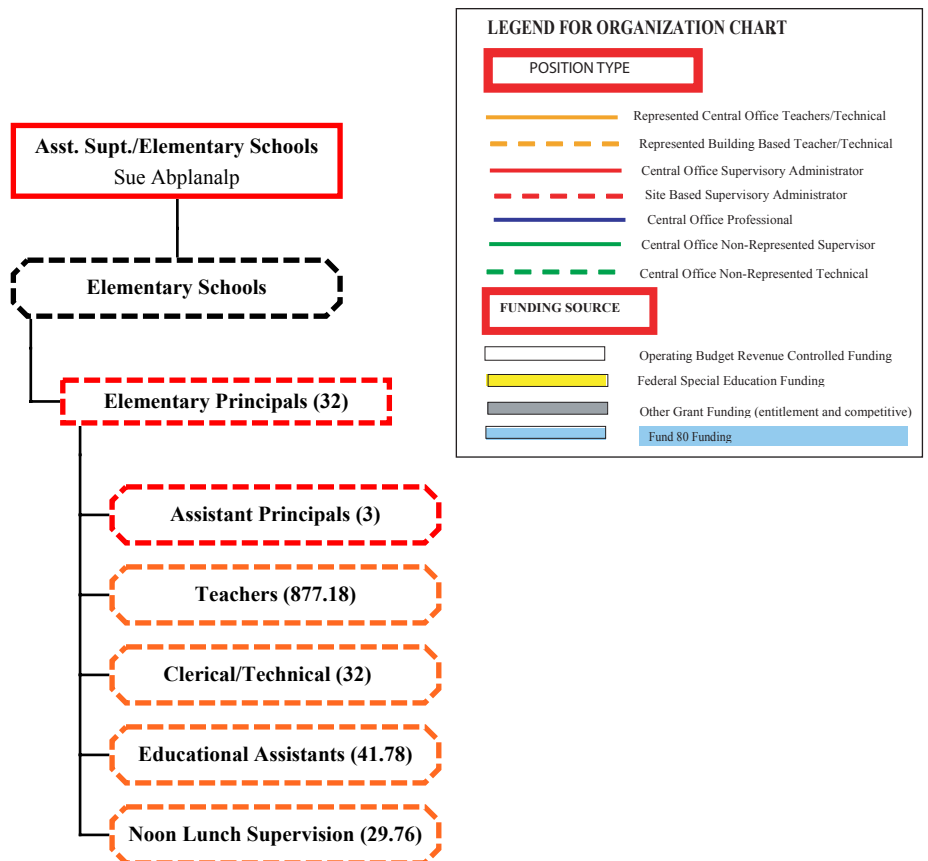 LEGEND FOR ORGANIZATION CHART
POSITION TYPE
Represented Central Office Teachers/Technical
Represented Building Based Teacher/Technical
Central Office Supervisory Administrator
Site Based Supervisory Administrator
Central Office Professional
Central Office Non-Represented Supervisor
Central Office Non-Represented Technical
FUNDING SOURCE
Operating Budget Revenue Controlled Funding
Federal Special Education Funding
Other Grant Funding (entitlement and competitive)
Fund 80 Funding
Asst. Supt./Elementary Schools
Sue Abplanalp
Elementary Schools
Elementary Principals (32)
Assistant Principals (3)
Teachers (877.18)
Clerical/Technical (32)
Educational Assistants (41.78)
Noon Lunch Supervision (29.76)